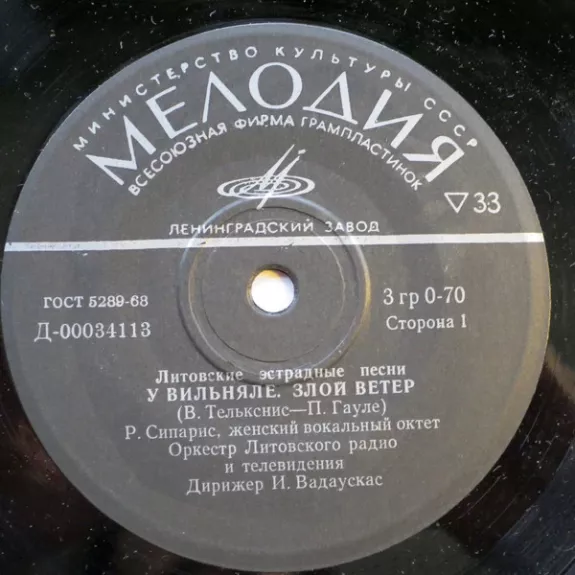 МИНИСТЕРСТВО КУЛЬТУРЫ СССР
МЕЛОДИЯ
ВСЕСОЮЗНАЯ ФИРМА ГРАМПЛАСТИНОК
▽ 33
ЛЕНИНГРАДСКИЙ ЗАВОД
ГОСТ 5289-68
Д-00034113
3 гр 0-70
Сторона 1
Литовские эстрадные песни
У ВИЛЬНЯЛЕ. ЗЛОЙ ВЕТЕР
(В. Телькснис—П. Гауле)
Р. Сипарис, женский вокальный октет
Оркестр Литовского радио
и телевидения
Дирижер И. Вадаускас